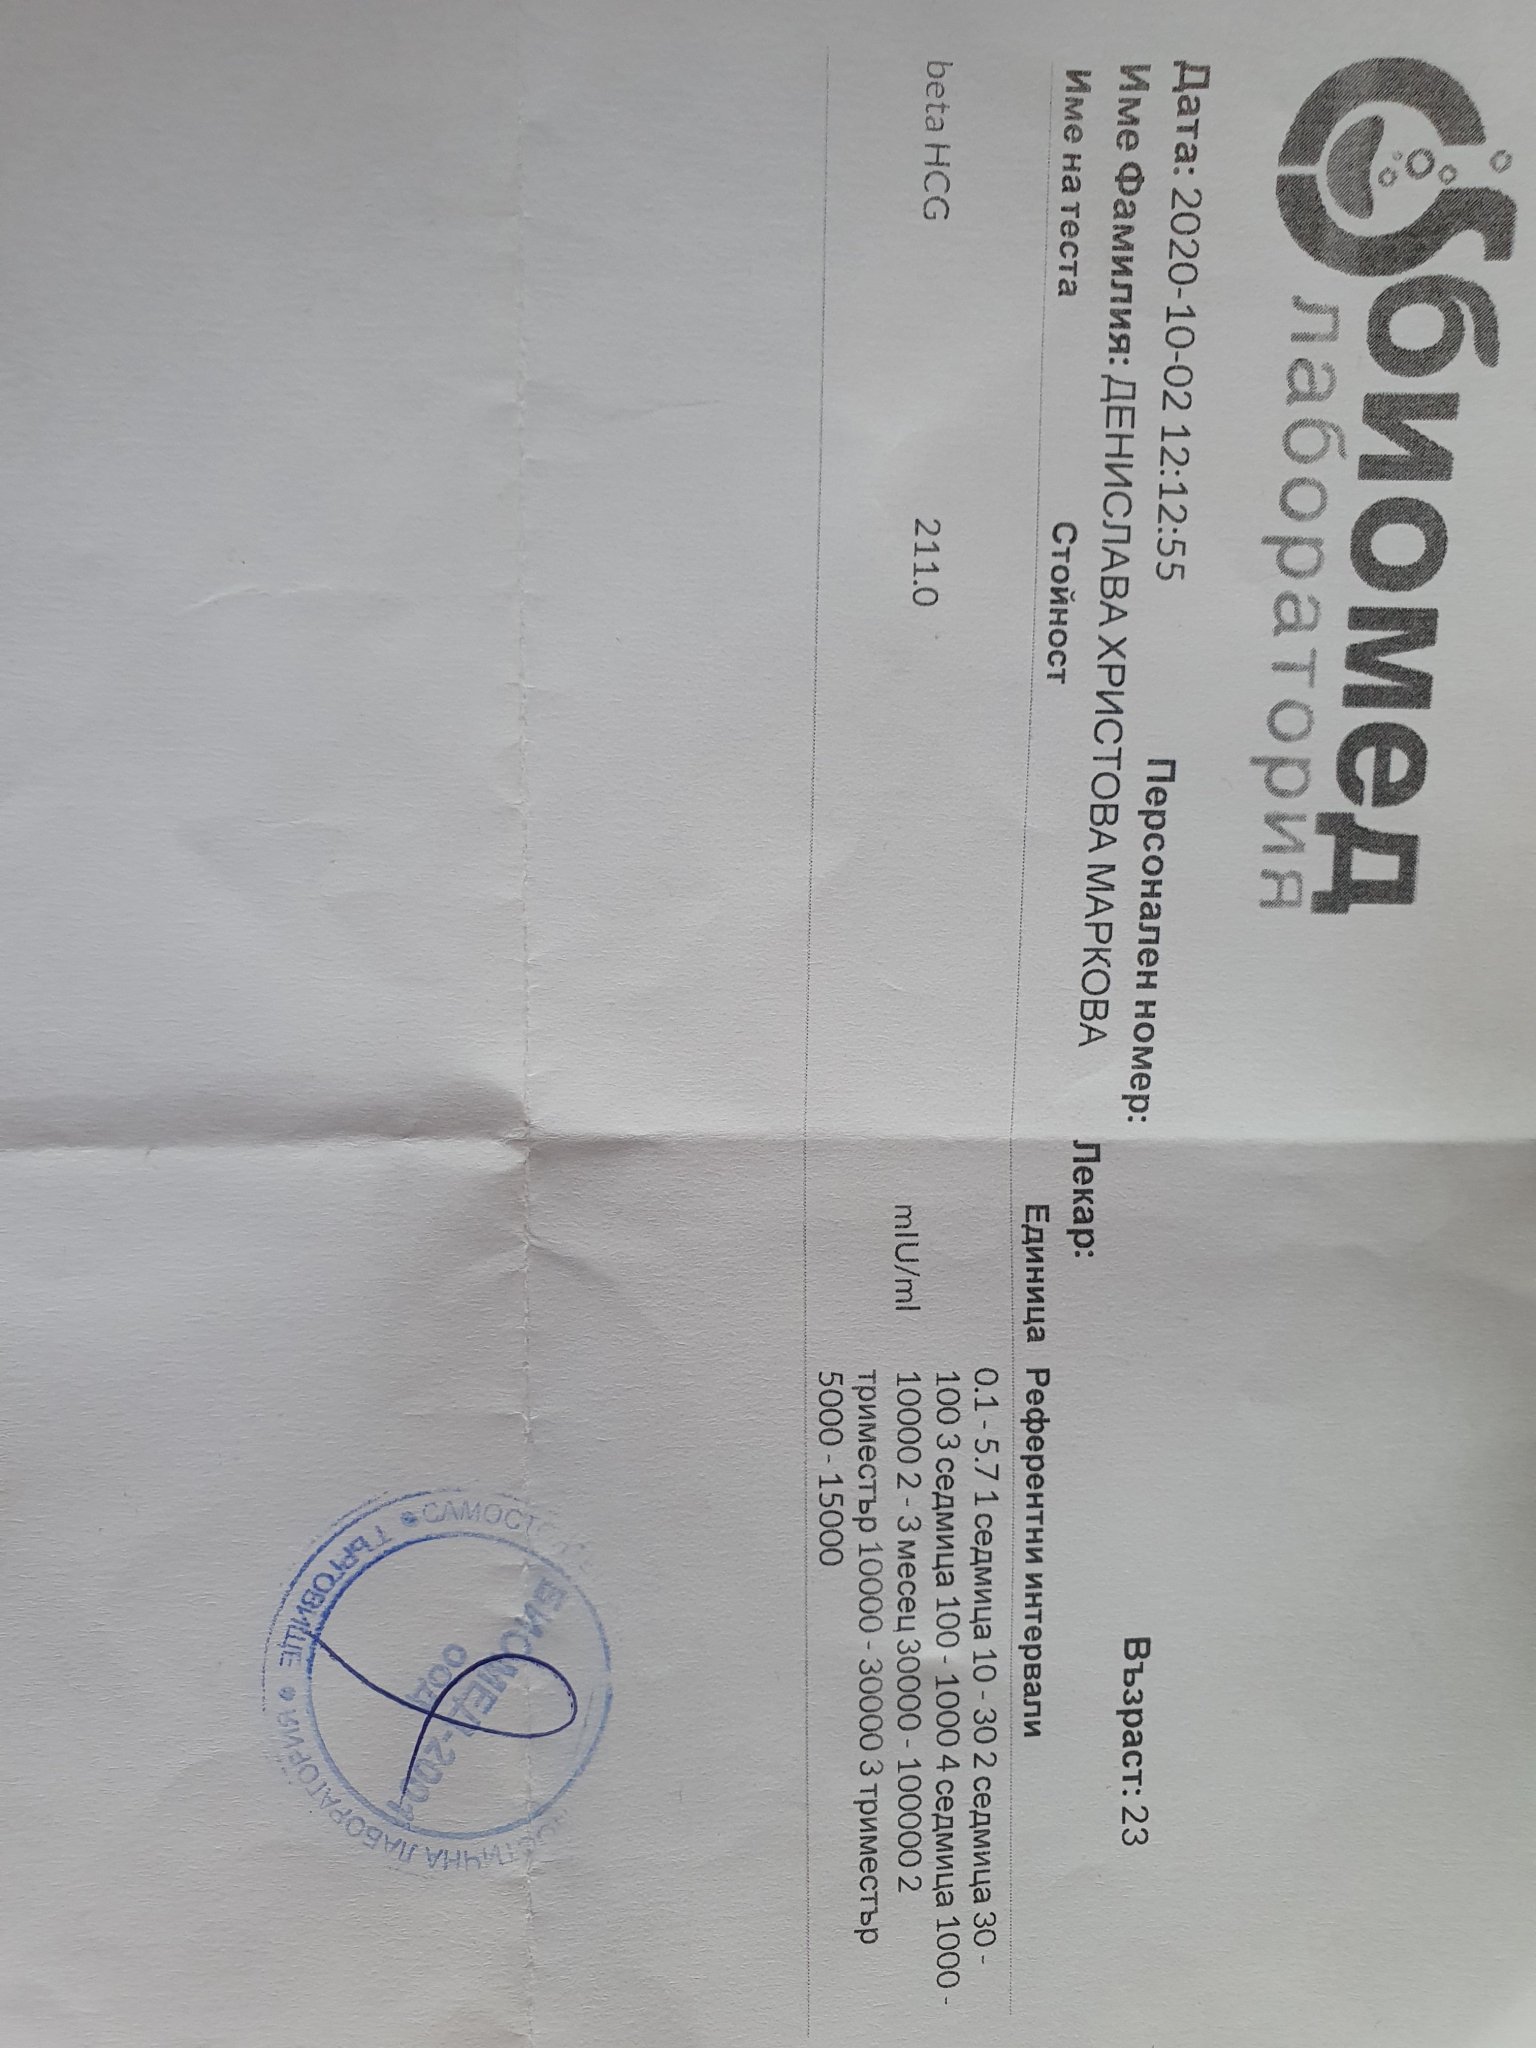 биомед
лаборатория
Дата: 2020-10-02 12:12:55 Персонален номер: Възраст: 23
Име Фамилия: ДЕНИСЛАВА ХРИСТОВА МАРКОВА Лекар:
Име на теста Стойност Единица Референтни интервали
beta HCG 211.0 mIU/ml
0.1 - 5.7 1 седмица 10 - 30 2 седмица 30 -
100 3 седмица 100 - 1000 4 седмица 1000 -
10000 2 - 3 месец 30000 - 100000 2
триместър 10000 - 30000 3 триместър
5000 - 15000
БИОМЕД-200
ООД
ЛАБОРАТОРИЯ • ТЪРГОВИЩЕ •